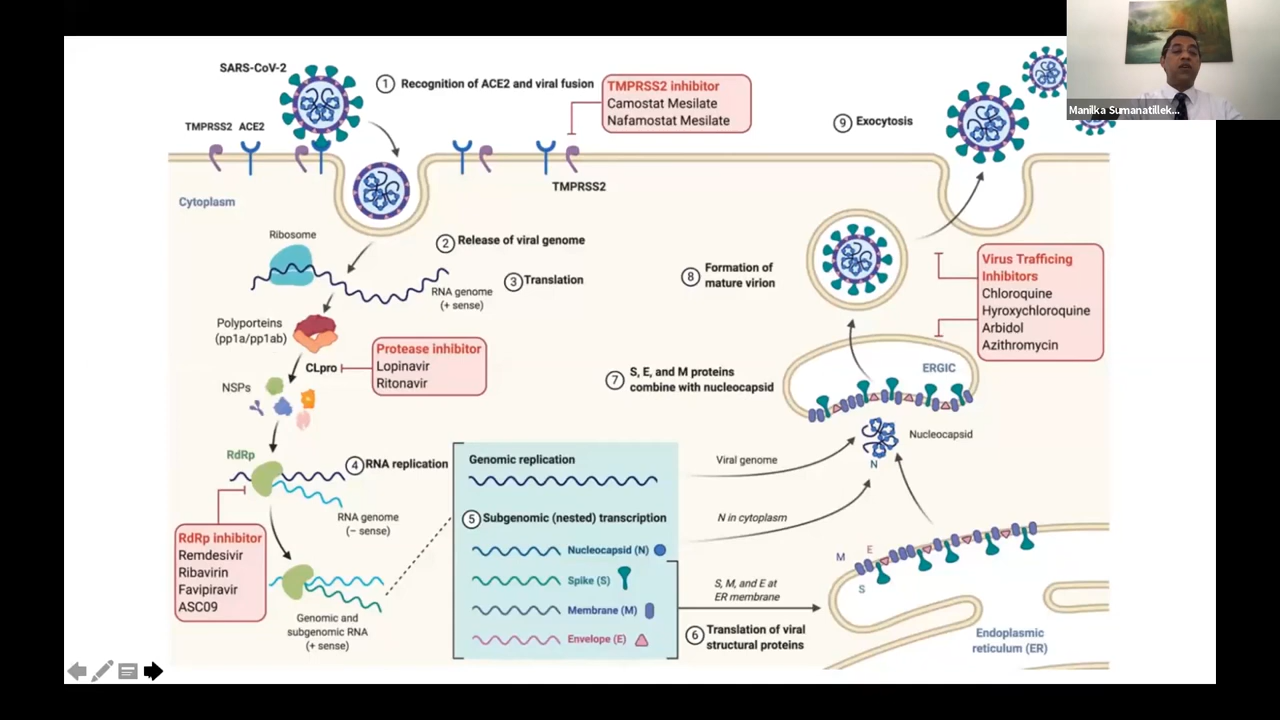 SARS-CoV-2
1 Recognition of ACE2 and viral fusion
TMPRSS2 inhibitor
Camostat Mesilate
Nafamostat Mesilate
9 Exocytosis
Manilka Sumanatillek...
TMPRSS2 ACE2
TMPRSS2
Cytoplasm
Ribosome
2 Release of viral genome
3 Translation
RNA genome
(+ sense)
Polyproteins
(pp1a/pp1ab)
Protease inhibitor
Lopinavir
Ritonavir
CLpro
NSPs
RdRp
4 RNA replication
RNA genome
(− sense)
RdRp inhibitor
Remdesivir
Ribavirin
Favipiravir
ASC09
Genomic and
subgenomic RNA
(+ sense)
Genomic replication
5 Subgenomic (nested) transcription
Nucleocapsid (N)
Spike (S)
Membrane (M)
Envelope (E)
Viral genome
N in cytoplasm
S, M, and E at
ER membrane
6 Translation of viral
structural proteins
M
E
S
Endoplasmic
reticulum (ER)
N
Nucleocapsid
ERGIC
7 S, E, and M proteins
combine with nucleocapsid
8 Formation of
mature virion
Virus Trafficing
Inhibitors
Chloroquine
Hyroxychloroquine
Arbidol
Azithromycin